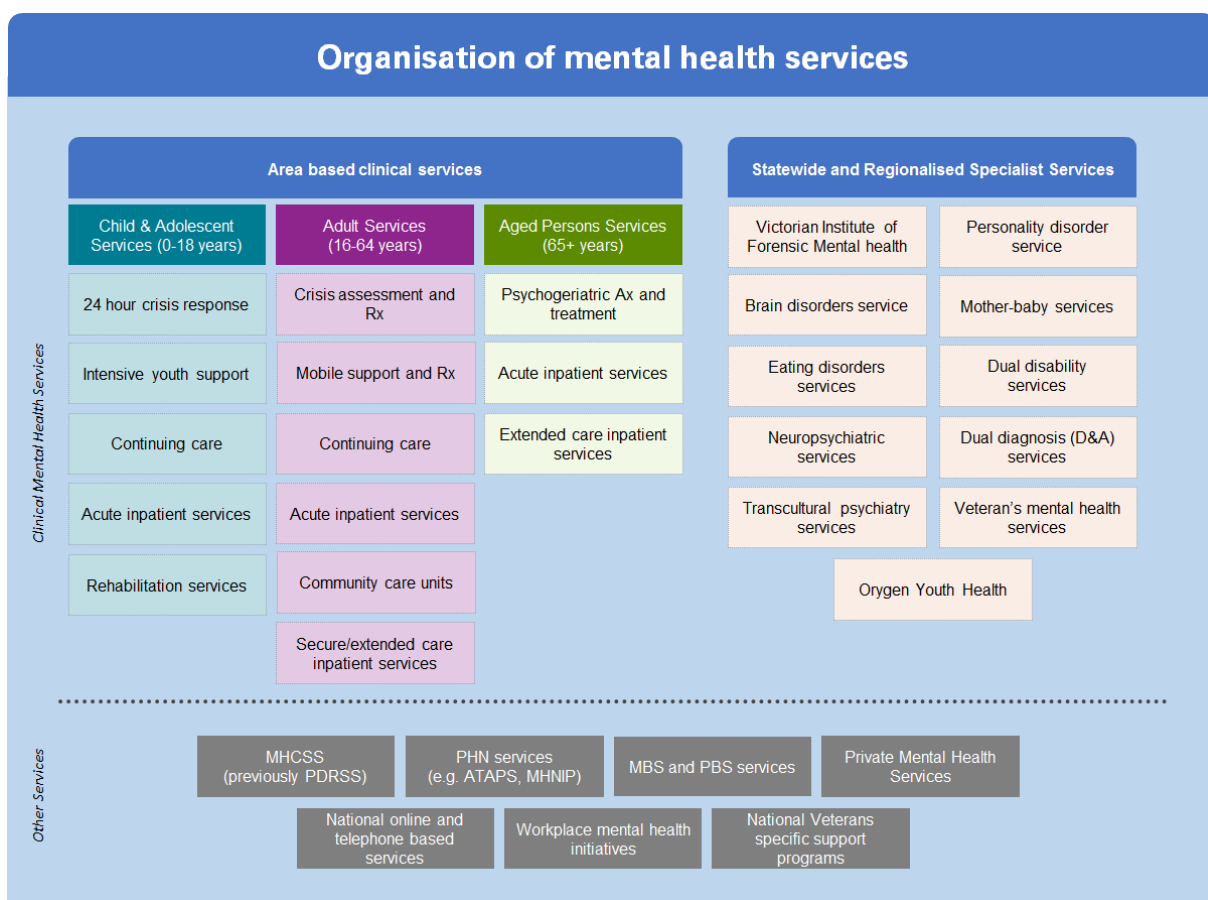 Organisation of mental health services
Area based clinical services
Child & Adolescent
Services (0-18 years)
24 hour crisis response
Intensive youth support
Continuing care
Acute inpatient services
Rehabilitation services
Adult Services
(16-64 years)
Crisis assessment and
Rx
Mobile support and Rx
Continuing care
Acute inpatient services
Community care units
Secure/extended care
inpatient services
Aged Persons Services
(65+ years)
Psychogeriatric Ax and
treatment
Acute inpatient services
Extended care inpatient
services
Statewide and Regionalised Specialist Services
Victorian Institute of
Forensic Mental health
Personality disorder
service
Brain disorders service
Mother-baby services
Eating disorders
services
Dual disability
services
Neuropsychiatric
services
Dual diagnosis (D&A)
services
Transcultural psychiatry
services
Veteran's mental health
services
Orygen Youth Health
Clinical Mental Health Services
Other Services
MHCSS
(previously PDRSS)
PHN services
(e.g. ATAPS, MHNIP)
MBS and PBS services
Private Mental Health
Services
National online and
telephone based
services
Workplace mental health
initiatives
National Veterans
specific support
programs